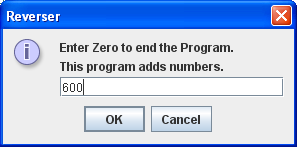 Reverser
Enter Zero to end the Program.
This program adds numbers.
600
OK Cancel